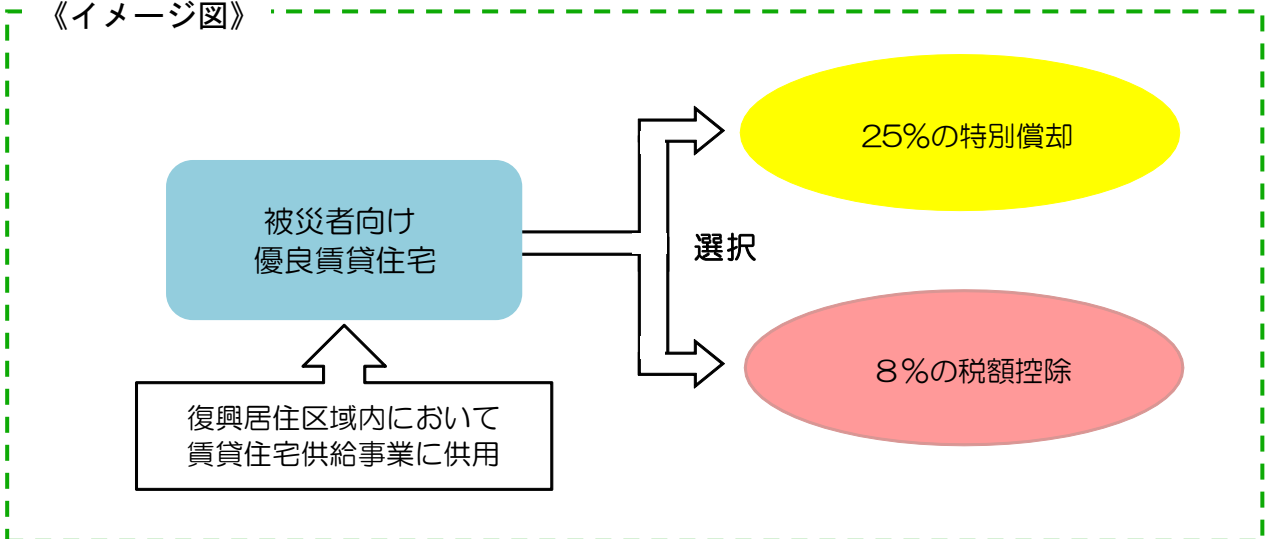 《イメージ図》
25％の特別償却
被災者向け
優良賃貸住宅
選択
８％の税額控除
復興居住区域内において
賃貸住宅供給事業に供用